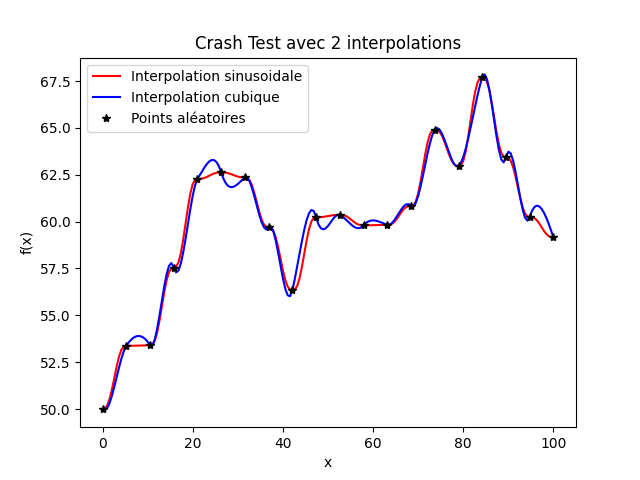 Crash Test avec 2 interpolations
Interpolation sinusoidale
Interpolation cubique
Points aléatoires
f(x)
67.5
65.0
62.5
60.0
57.5
55.0
52.5
50.0
0 20 40 60 80 100
x